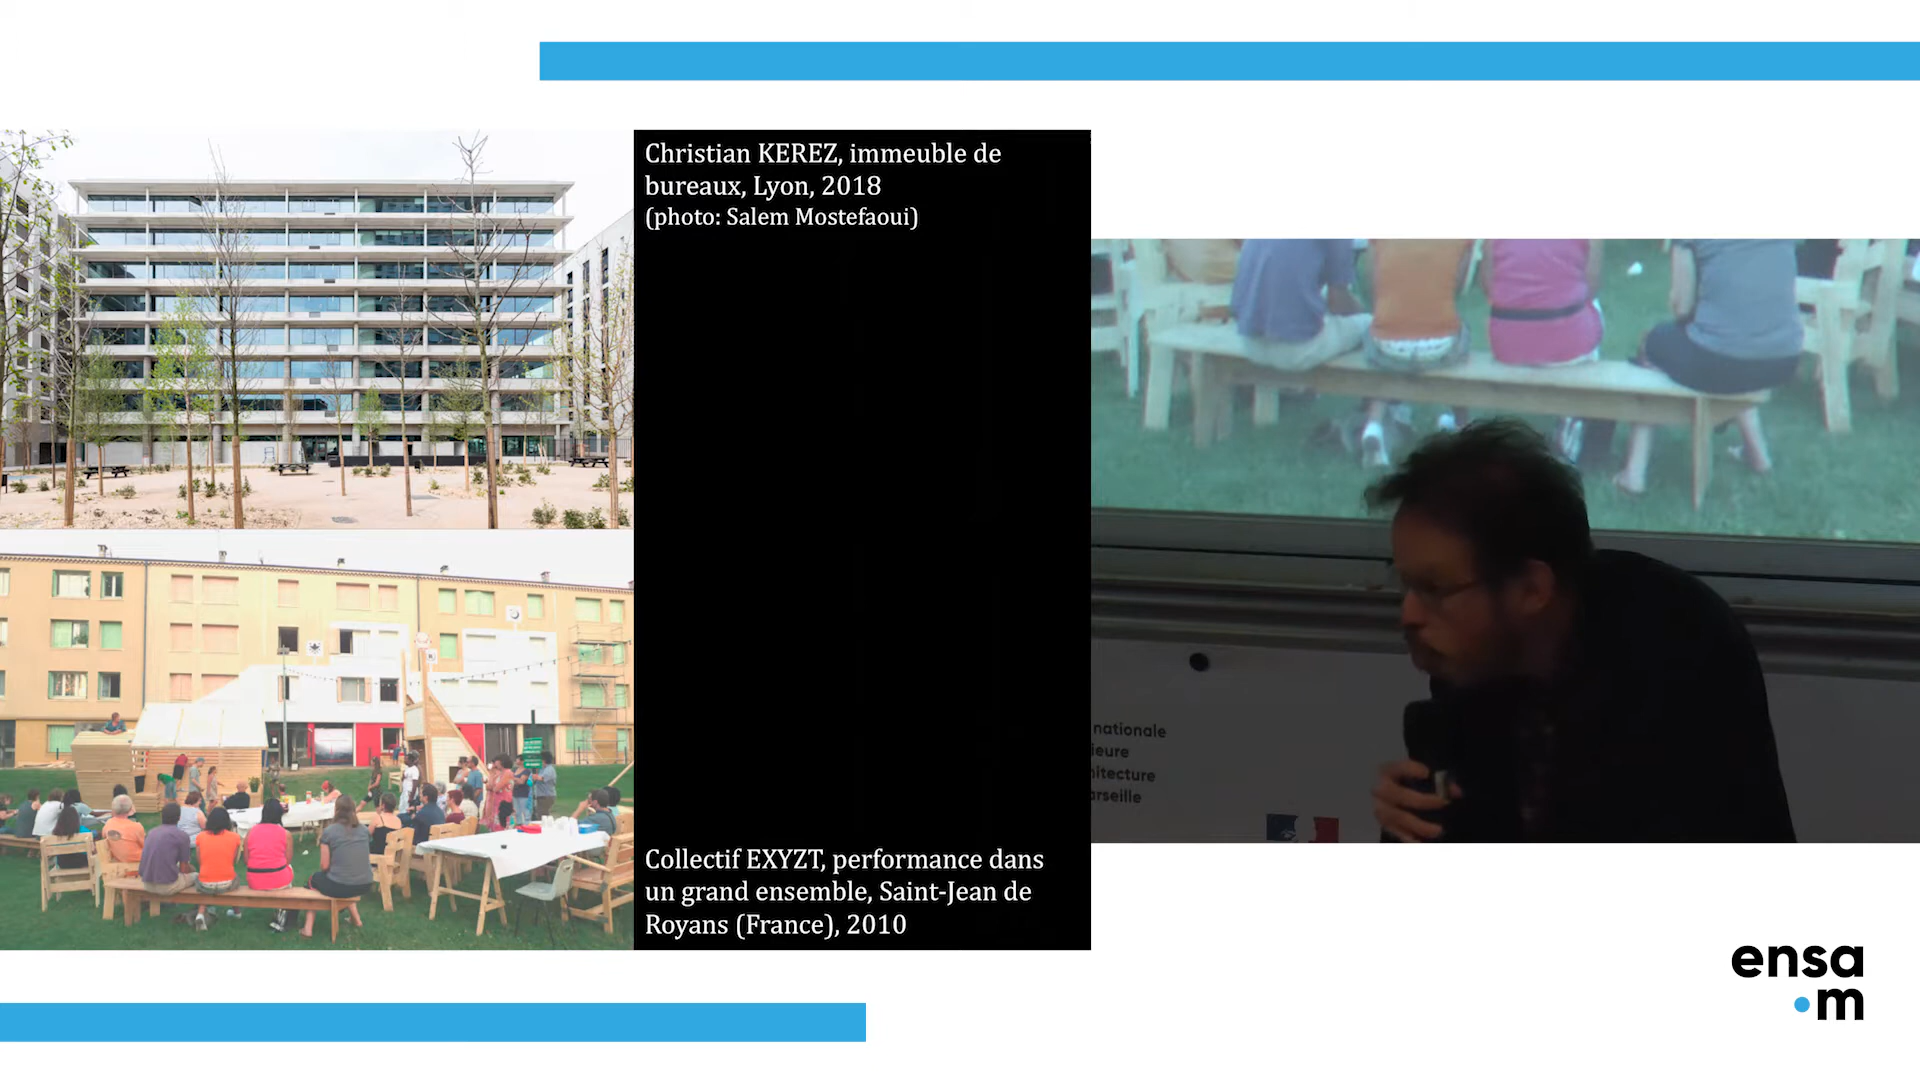 Christian KEREZ, immeuble de
bureaux, Lyon, 2018
(photo: Salem Mostefaoui)
Collectif EXYZT, performance dans
un grand ensemble, Saint-Jean de
Royans (France), 2010
nationale
ieure
itecture
arseille
ensa
•m